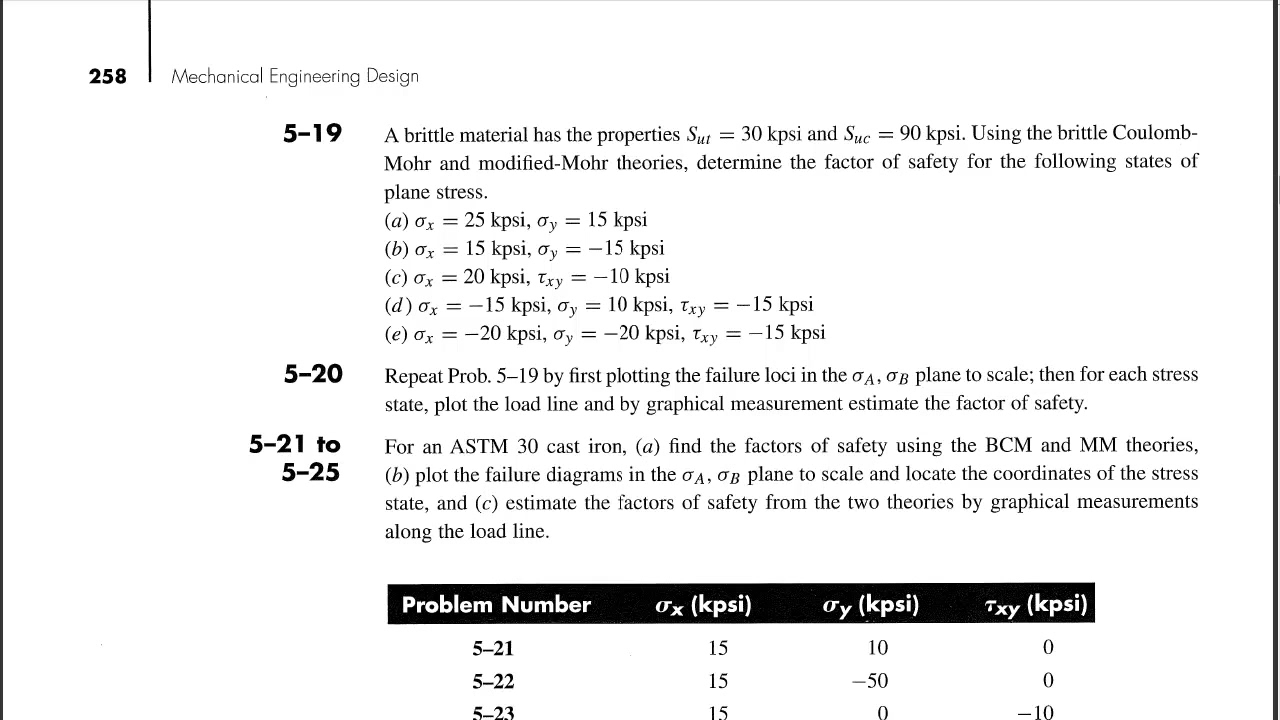 258 Mechanical Engineering Design
5–19 A brittle material has the properties Sut = 30 kpsi and Suc = 90 kpsi. Using the brittle Coulomb-
Mohr and modified-Mohr theories, determine the factor of safety for the following states of
plane stress.
(a) σx = 25 kpsi, σy = 15 kpsi
(b) σx = 15 kpsi, σy = −15 kpsi
(c) σx = 20 kpsi, τxy = −10 kpsi
(d) σx = −15 kpsi, σy = 10 kpsi, τxy = −15 kpsi
(e) σx = −20 kpsi, σy = −20 kpsi, τxy = −15 kpsi
5–20 Repeat Prob. 5–19 by first plotting the failure loci in the σA, σB plane to scale; then for each stress
state, plot the load line and by graphical measurement estimate the factor of safety.
5–21 to For an ASTM 30 cast iron, (a) find the factors of safety using the BCM and MM theories,
5–25 (b) plot the failure diagrams in the σA, σB plane to scale and locate the coordinates of the stress
state, and (c) estimate the factors of safety from the two theories by graphical measurements
along the load line.
Problem Number σx (kpsi) σy (kpsi) τxy (kpsi)
5–21 15 10 0
5–22 15 −50 0
5–23 15 0 −10